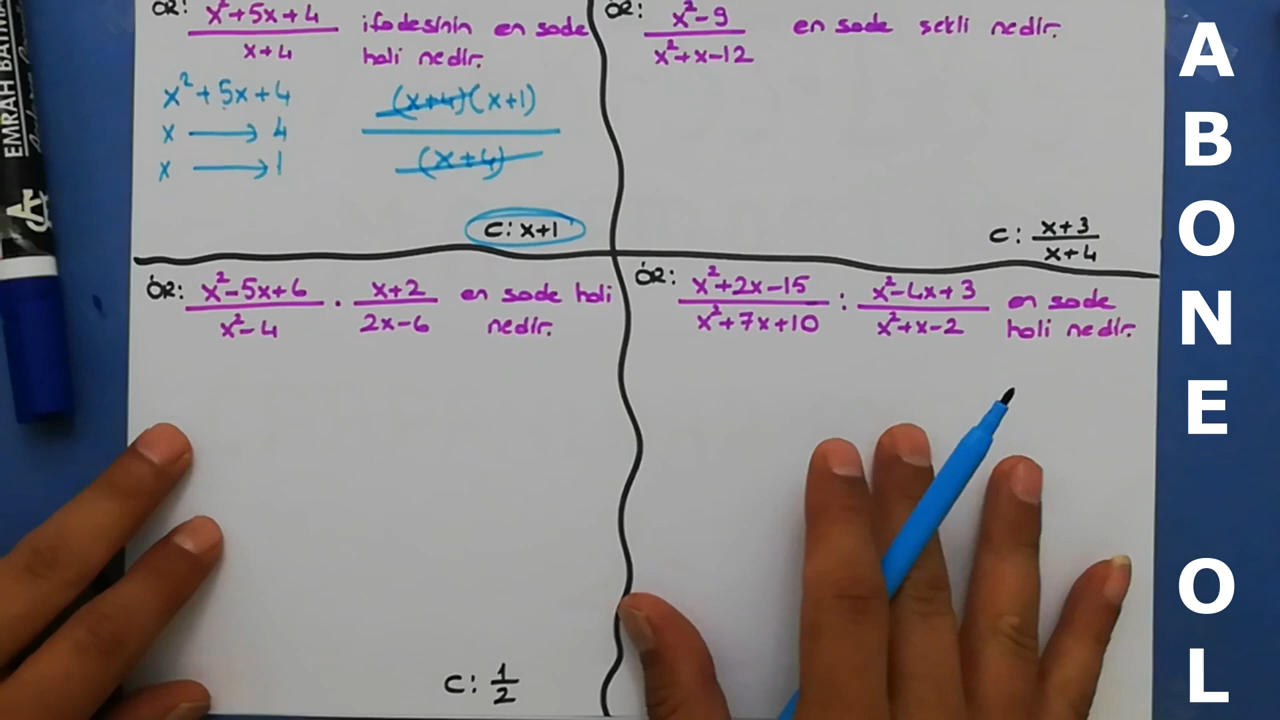 ÖR: x²+5x+4 / x+4 ifadesinin en sade
hali nedir.
x²+5x+4
x → 4
x → 1
(x+4)(x+1) / (x+4)
C: x+1
ÖR: x²-9 / x²+x-12 en sade şekli nedir.
C: x+3 / x+4
ÖR: x²-5x+6 / x²-4 . x+2 / 2x-6 en sade hali
nedir.
C: 1/2
ÖR: x²+2x-15 / x²+7x+10 : x²-4x+3 / x²+x-2 en sade
hali nedir.
EMRAH
ABONE OL